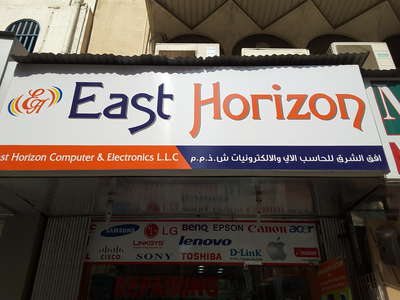 EH East Horizon
st Horizon Computer & Electronics L.L.C
افق الشرق للحاسب الالي والالكترونيات ش.ذ.م.م
SAMSUNG LG BENQ EPSON Canon acer
LINKSYS lenovo
CISCO SONY TOSHIBA D-Link